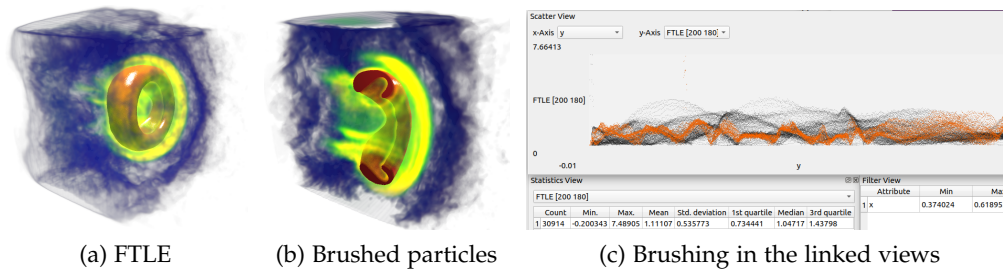 Scatter View
x-Axis y y-Axis FTLE [200 180]
7.66413
FTLE [200 180]
0
-0.01 y
Statistics View
FTLE [200 180]
Count Min. Max. Mean Std. deviation 1st quartile Median 3rd quartile
1 30914 -0.200343 7.48905 1.11107 0.535773 0.734441 1.04717 1.43798
Filter View
Attribute Min Max
1 x 0.374024 0.61895
(a) FTLE (b) Brushed particles (c) Brushing in the linked views